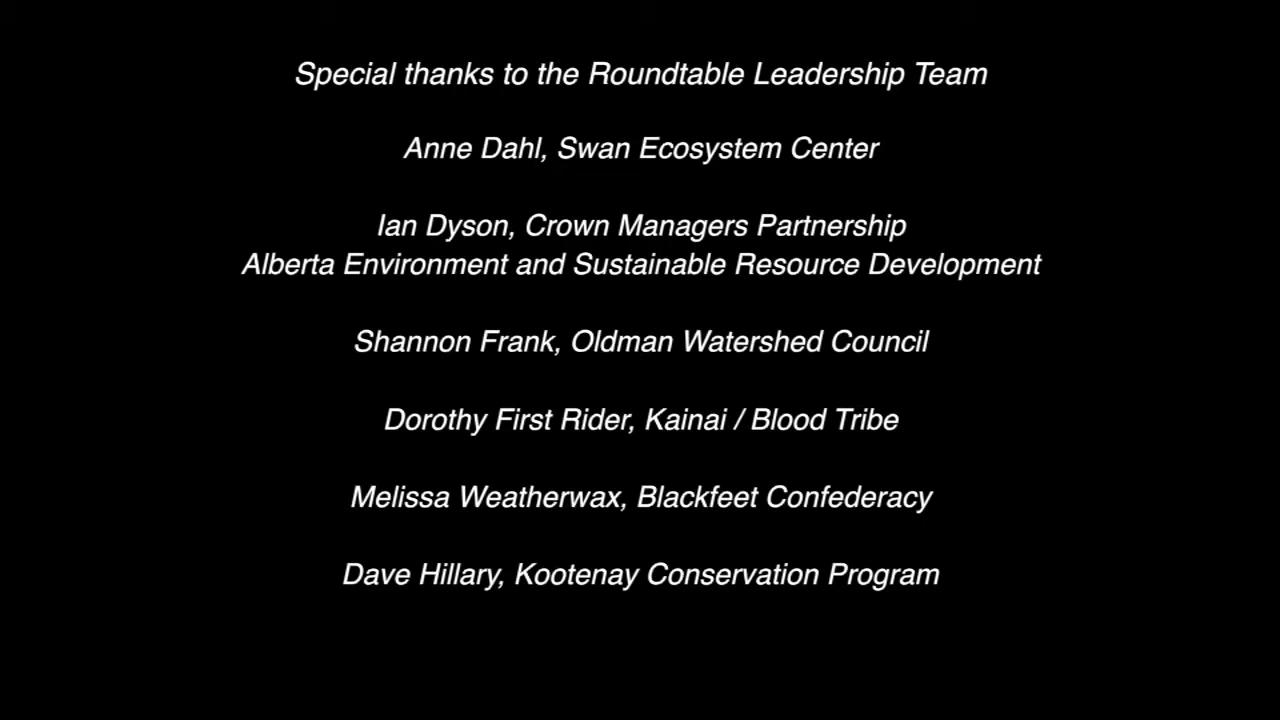 Special thanks to the Roundtable Leadership Team
Anne Dahl, Swan Ecosystem Center
Ian Dyson, Crown Managers Partnership
Alberta Environment and Sustainable Resource Development
Shannon Frank, Oldman Watershed Council
Dorothy First Rider, Kainai / Blood Tribe
Melissa Weatherwax, Blackfeet Confederacy
Dave Hillary, Kootenay Conservation Program